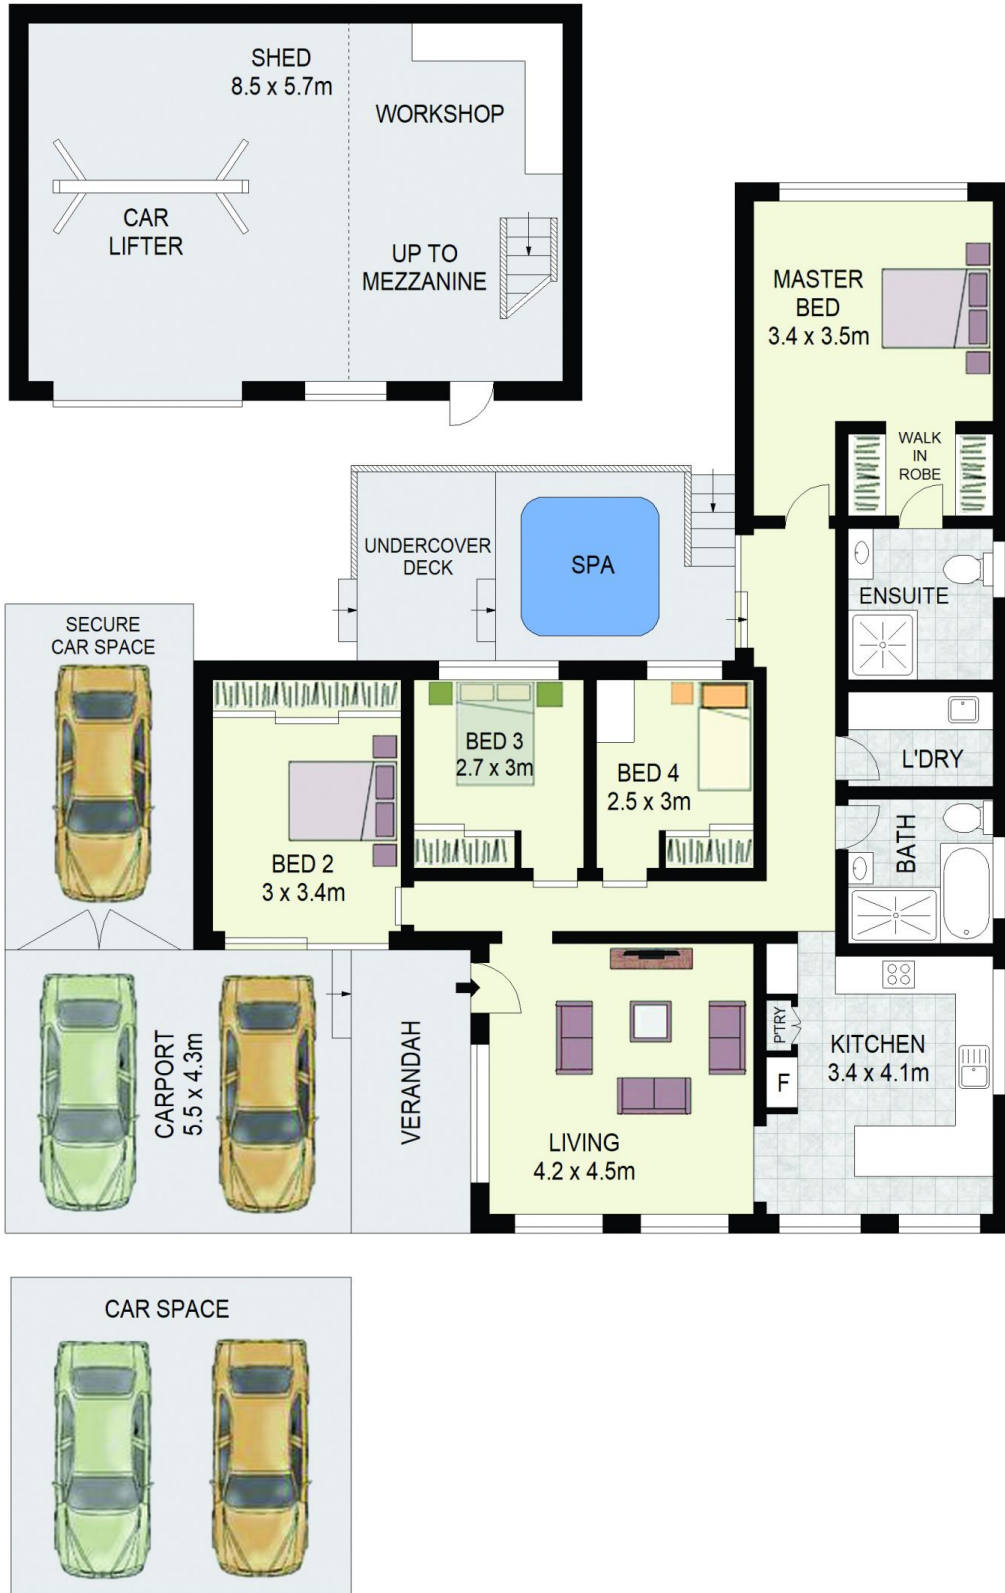 SHED
8.5 x 5.7m
WORKSHOP
CAR
LIFTER
UP TO
MEZZANINE
MASTER
BED
3.4 x 3.5m
WALK
IN
ROBE
UNDERCOVER
DECK
SPA
ENSUITE
SECURE
CAR SPACE
BED 3
2.7 x 3m
BED 4
2.5 x 3m
L'DRY
BED 2
3 x 3.4m
BATH
CARPORT
5.5 x 4.3m
VERANDAH
P'TRY
KITCHEN
3.4 x 4.1m
F
LIVING
4.2 x 4.5m
CAR SPACE